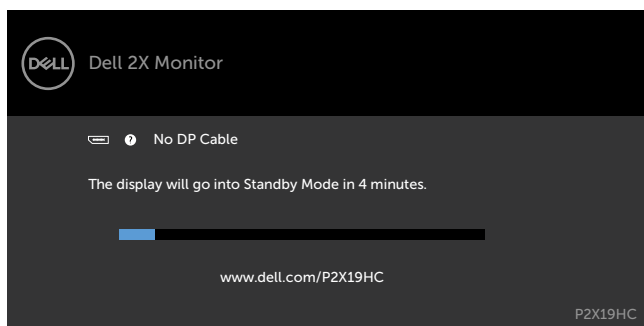 DELL
Dell 2X Monitor
? No DP Cable
The display will go into Standby Mode in 4 minutes.
www.dell.com/P2X19HC
P2X19HC